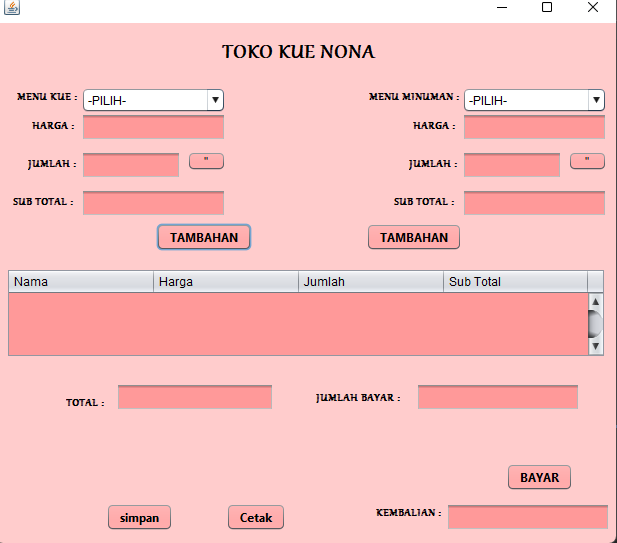 TOKO KUE NONA
MENU KUE : -PILIH- MENU MINUMAN : -PILIH-
HARGA : HARGA :
JUMLAH : " JUMLAH : "
SUB TOTAL : SUB TOTAL :
TAMBAHAN TAMBAHAN
Nama Harga Jumlah Sub Total
TOTAL : JUMLAH BAYAR :
BAYAR
simpan Cetak KEMBALIAN :